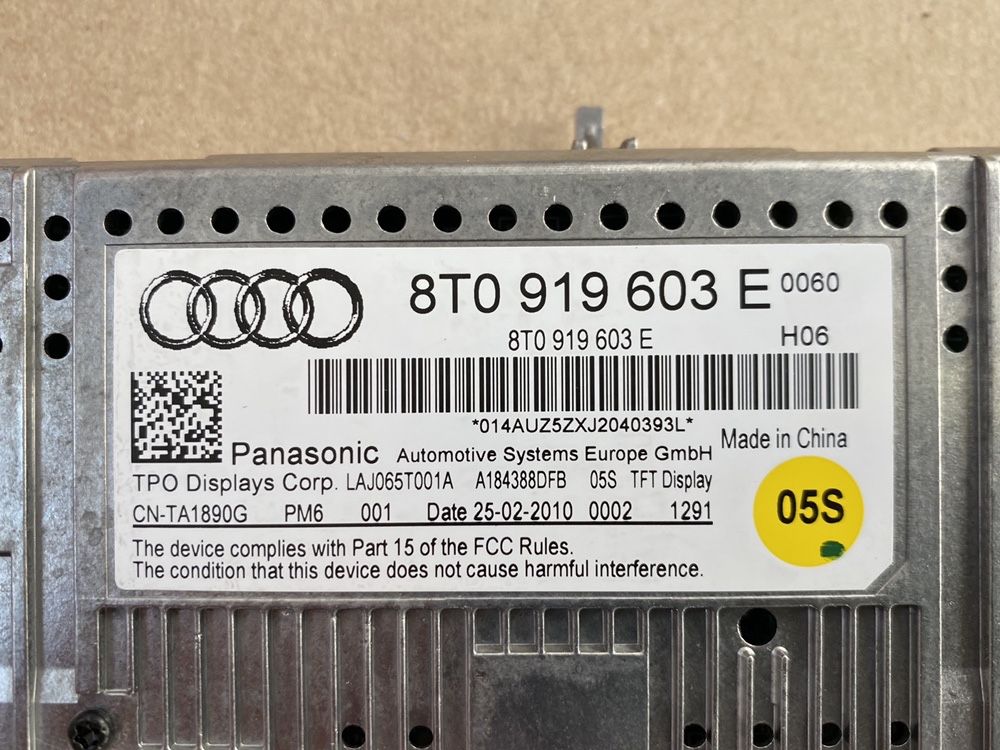 8T0 919 603 E 0060
8T0 919 603 E H06
*014AUZ5ZXJ2040393L*
Panasonic Automotive Systems Europe GmbH Made in China
TPO Displays Corp. LAJ065T001A A184388DFB 05S TFT Display
CN-TA1890G PM6 001 Date 25-02-2010 0002 1291
05S
The device complies with Part 15 of the FCC Rules.
The condition that this device does not cause harmful interference.